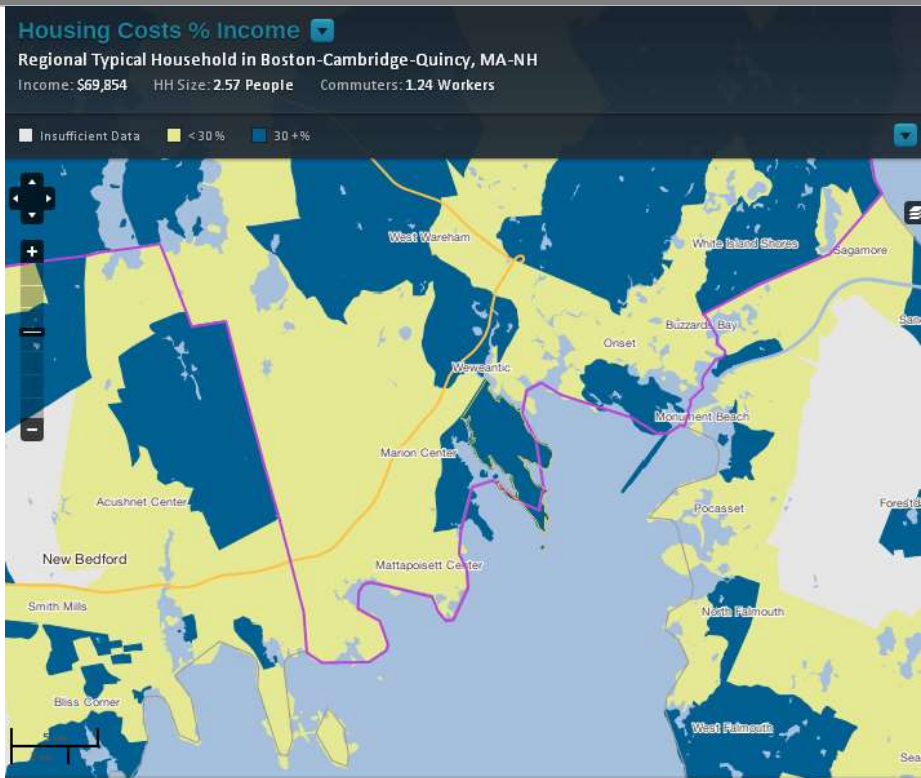 Housing Costs % Income
Regional Typical Household in Boston-Cambridge-Quincy, MA-NH
Income: $69,854 HH Size: 2.57 People Commuters: 1.24 Workers
Insufficient Data <30% 30+%
West Wareham
White Island Shores
Sagamore
Buzzards Bay
Onset
Weweantic
Monument Beach
Marion Center
Acushnet Center
Pocasset
New Bedford
Mattapoisett Center
Smith Mills
North Falmouth
Bliss Corner
West Falmouth